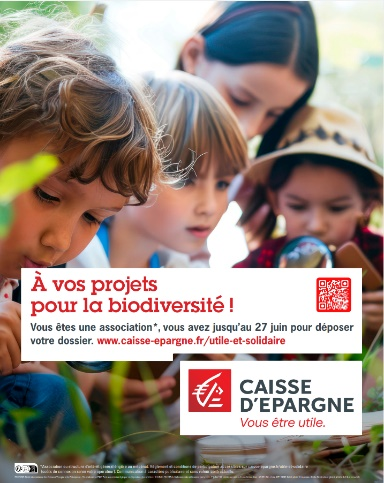 À vos projets
pour la biodiversité !
Vous êtes une association*, vous avez jusqu'au 27 juin pour déposer
votre dossier. www.caisse-epargne.fr/utile-et-solidaire
CAISSE
D'EPARGNE
Vous être utile.